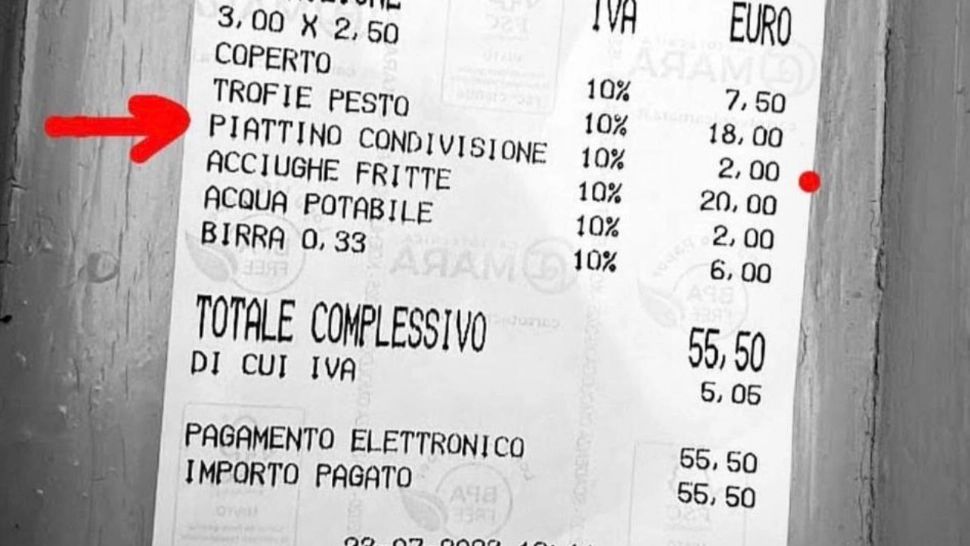 IVA EURO
3,00 X 2,50
COPERTO 10% 7,50
TROFIE PESTO 10% 18,00
PIATTINO CONDIVISIONE 10% 2,00
ACCIUGHE FRITTE 10% 20,00
ACQUA POTABILE 10% 2,00
BIRRA 0,33 10% 6,00
TOTALE COMPLESSIVO 55,50
DI CUI IVA 5,05
PAGAMENTO ELETTRONICO 55,50
IMPORTO PAGATO 55,50